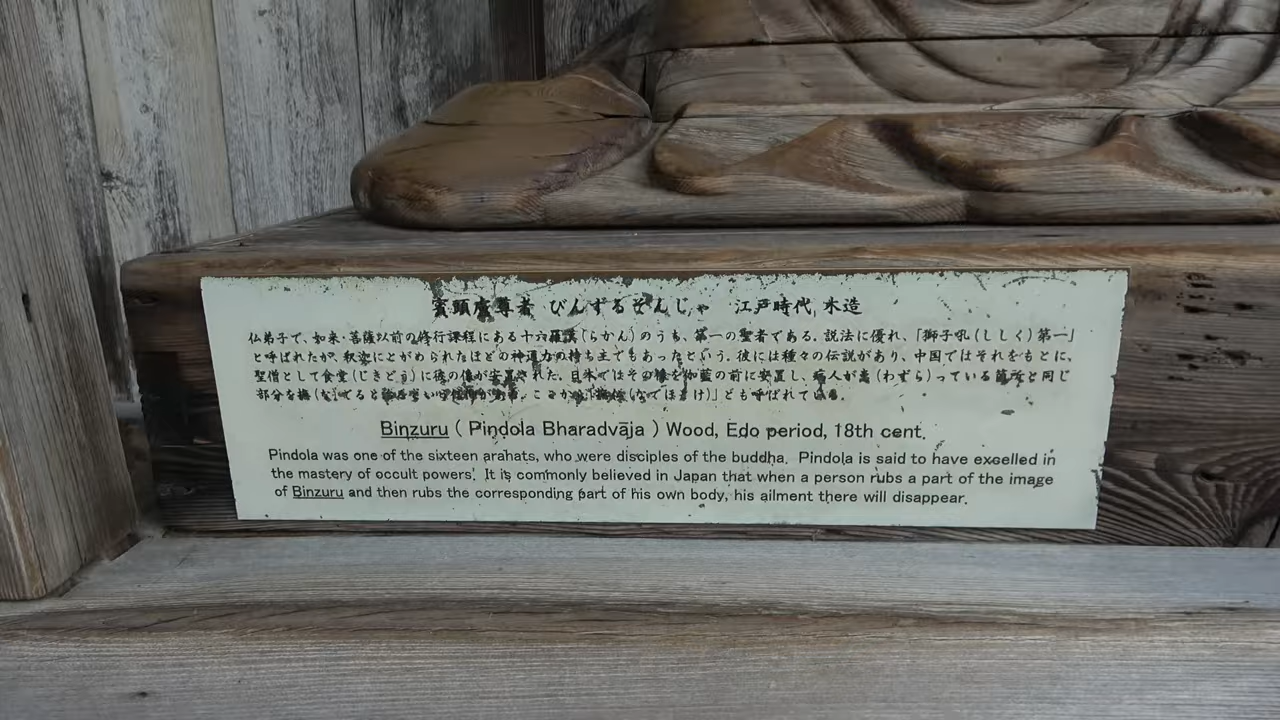 賓頭盧尊者 びんずるそんじゃ 江戸時代 木造
仏弟子で、如来・菩薩以前の修行課程にある十六羅漢(らかん)のうち、第一の聖者である。説法に優れ、「獅子吼(ししく)第一」
と呼ばれたが、釈迦にとがめられたほどの神通力の持ち主でもあったという。彼には種々の伝説があり、中国ではそれをもとに、
聖僧として食堂(じきどう)に彼の像が安置された。日本ではその像を伽藍の前に安置し、病人が患(わずら)っている箇所と同じ
部分を撫(な)でると
Binzuru ( Pindola Bharadvāja ) Wood, Edo period, 18th cent.
Pindola was one of the sixteen arahats, who were disciples of the buddha. Pindola is said to have excelled in
the mastery of occult powers. It is commonly believed in Japan that when a person rubs a part of the image
of Binzuru and then rubs the corresponding part of his own body, his ailment there will disappear.